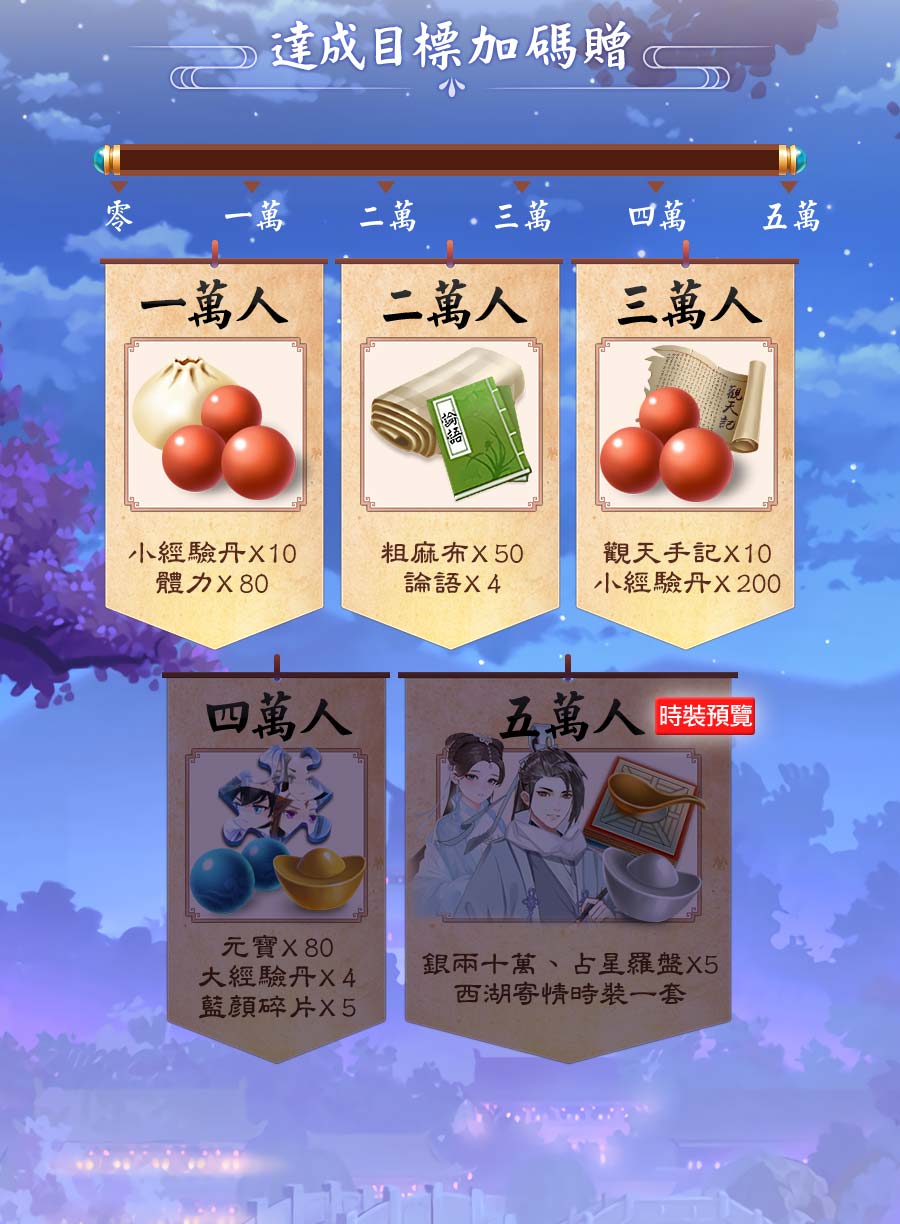 達成目標加碼贈
零 一萬 二萬 三萬 四萬 五萬
一萬人
論語
觀天記
小經驗丹X10
體力X80
二萬人
粗麻布X50
論語X4
三萬人
觀天手記X10
小經驗丹X200
四萬人
元寶X80
大經驗丹X4
藍顏碎片X5
五萬人
時裝預覽
銀兩十萬、占星羅盤X5
西湖寄情時裝一套